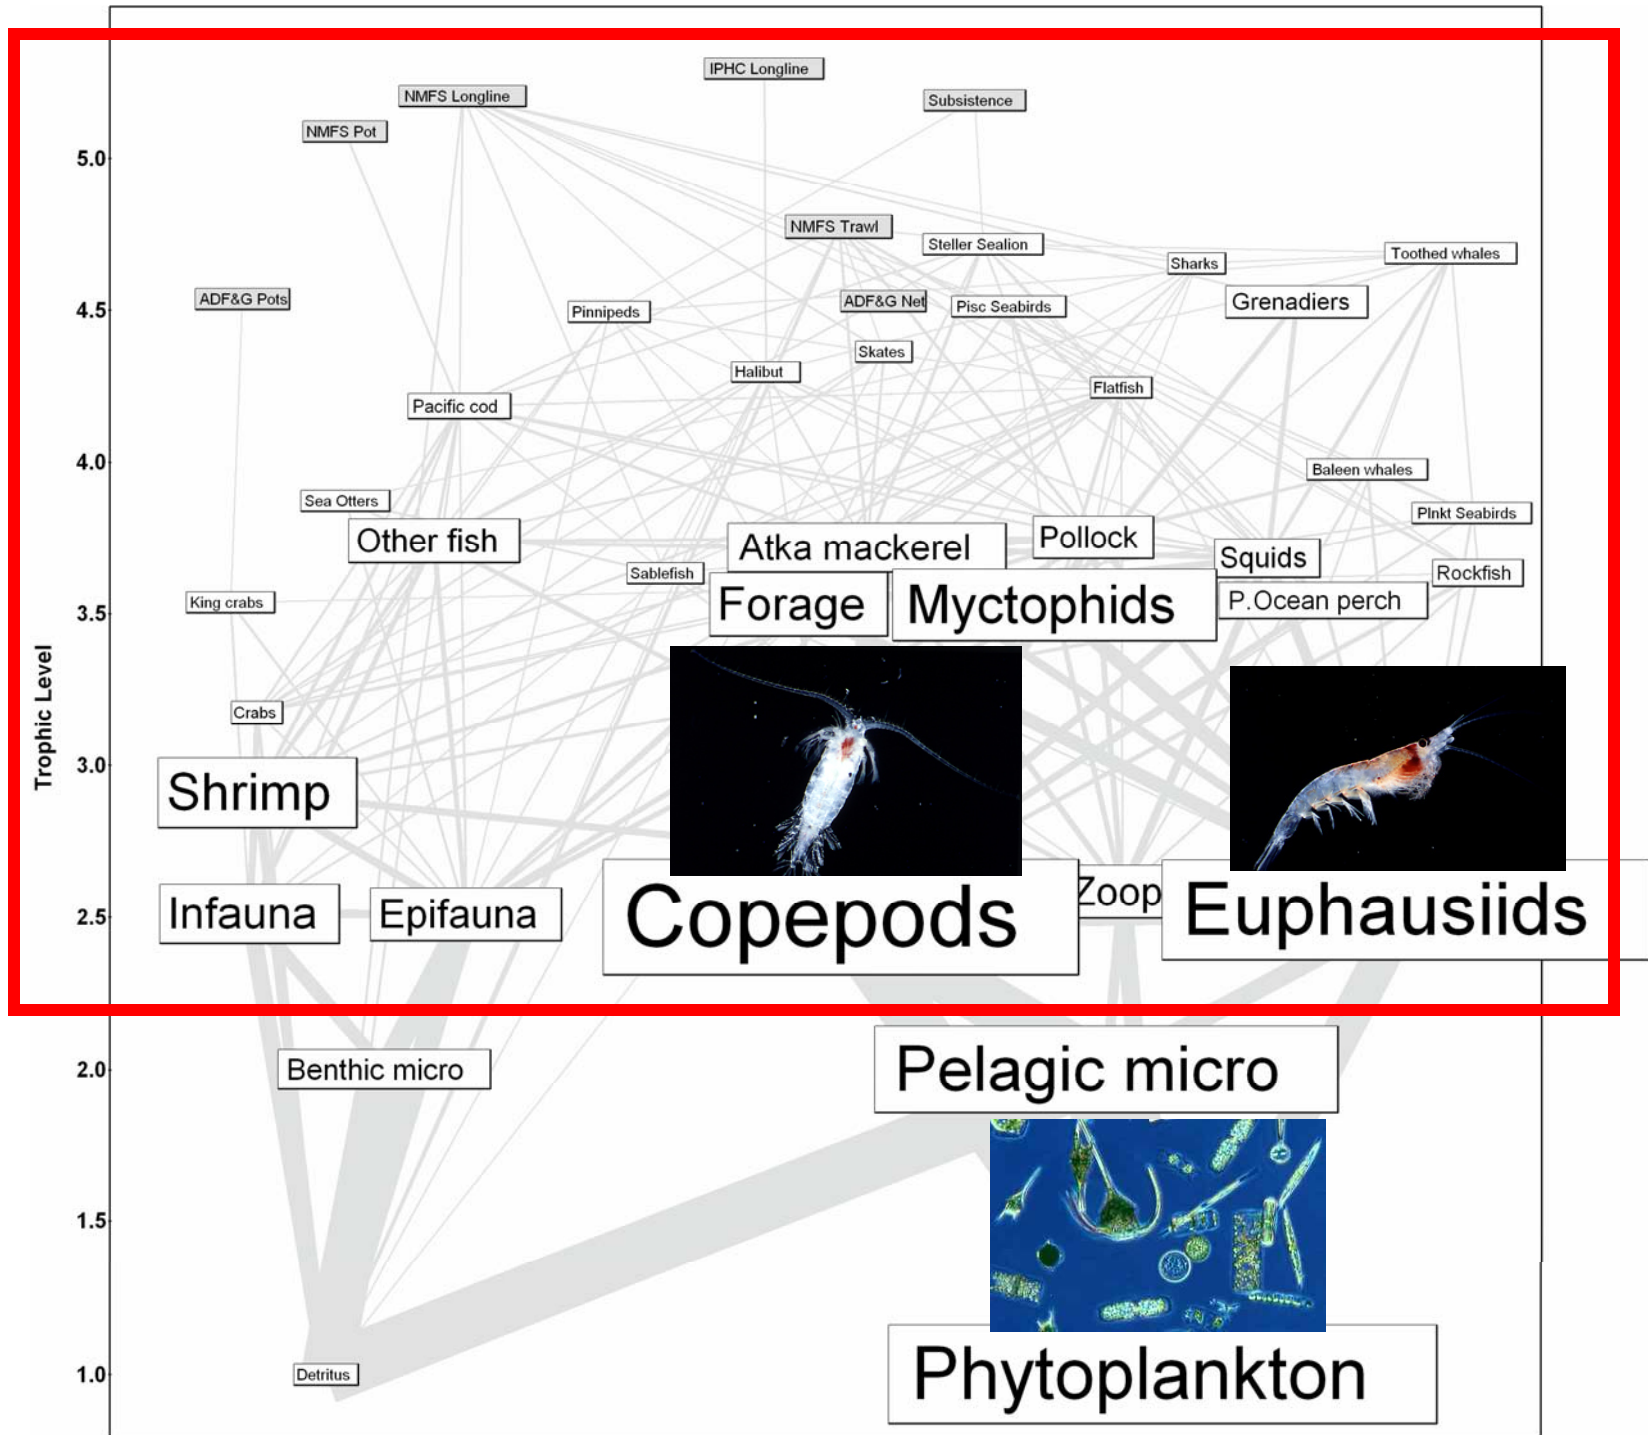 IPHC Longline
NMFS Longline
Subsistence
NMFS Pot
5.0
NMFS Trawl
Steller Sealion
Toothed whales
Sharks
ADF&G Pots
4.5
Pinnipeds
ADF&G Net
Pisc Seabirds
Grenadiers
Skates
Halibut
Flatfish
Pacific cod
4.0
Baleen whales
Sea Otters
Plnkt Seabirds
Other fish
Atka mackerel
Pollock
Squids
Sablefish
Rockfish
King crabs
3.5
Forage
Myctophids
P.Ocean perch
Trophic Level
Crabs
3.0
Shrimp
2.5
Infauna
Epifauna
Copepods
Zoop
Euphausiids
2.0
Benthic micro
Pelagic micro
1.5
1.0
Detritus
Phytoplankton